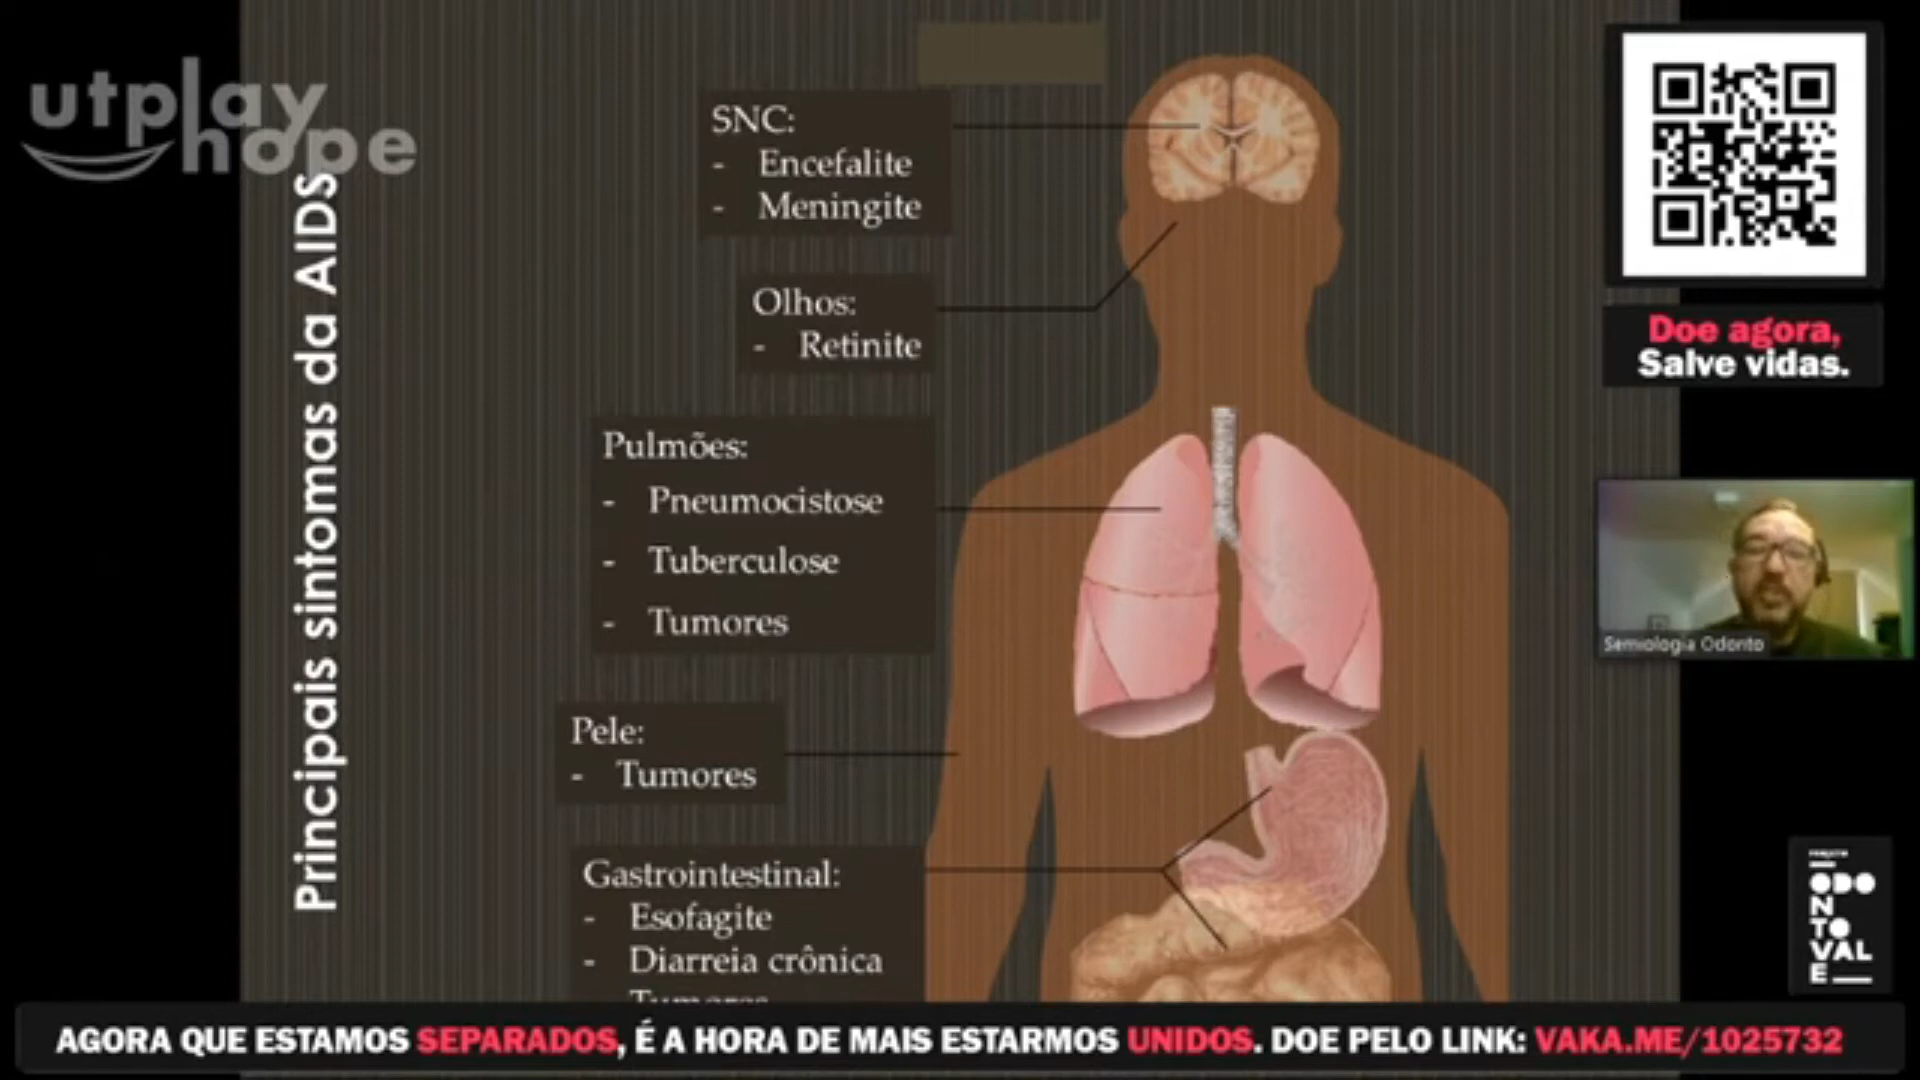 utplay
hope
Principais sintomas da AIDS
SNC:
- Encefalite
- Meningite
Olhos:
- Retinite
Pulmões:
- Pneumocistose
- Tuberculose
- Tumores
Pele:
- Tumores
Gastrointestinal:
- Esofagite
- Diarreia crônica
Tumores
Doe agora,
Salve vidas.
Semiologia Odonto
ODO
N
TO
VAL
E
AGORA QUE ESTAMOS SEPARADOS, É A HORA DE MAIS ESTARMOS UNIDOS. DOE PELO LINK: VAKA.ME/1025732